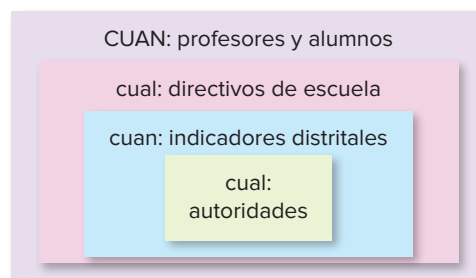 CUAN: profesores y alumnos
cual: directivos de escuela
cuan: indicadores distritales
cual:
autoridades